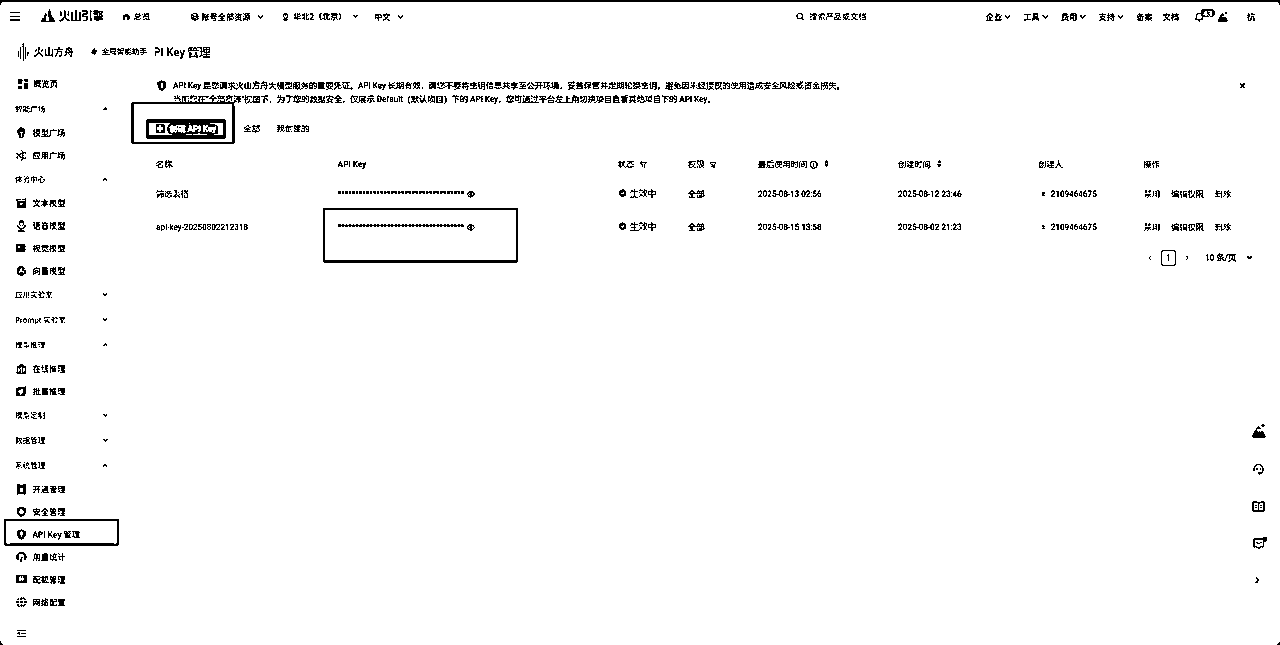 火山引擎 总览 账号全部资源 华北2（北京） 中文 搜索产品或文档 企业 工具 费用 支持 备案 文档 43
火山方舟 全局智能助手 PI Key 管理
API Key 是您请求火山方舟大模型服务的重要凭证。API Key 长期有效，请您不要将密钥信息共享至公开环境，妥善保管并定期轮换密钥，避免因未经授权的使用造成安全风险或资金损失。
当前您在“全部资源”视图下，为了您的数据安全，仅展示 Default（默认项目）下的 API Key，您可通过平台左上角切换项目查看其他项目下的 API Key。
创建 API Key 全部 我创建的
名称 API Key 状态 权限 最后使用时间 创建时间 创建人 操作
筛选表格 生效中 全部 2025-08-13 02:56 2025-08-12 23:46 2109464675 禁用 编辑权限 删除
api-key-20250802212318 生效中 全部 2025-08-15 13:58 2025-08-02 21:23 2109464675 禁用 编辑权限 删除
1 10 条/页
概览页
智能广场
模型广场
应用广场
体验中心
文本模型
语音模型
视觉模型
向量模型
应用实验室
Prompt 实验室
模型推理
在线推理
批量推理
模型定制
数据管理
系统管理
开通管理
安全管理
API Key 管理
用量统计
配额管理
网络配置